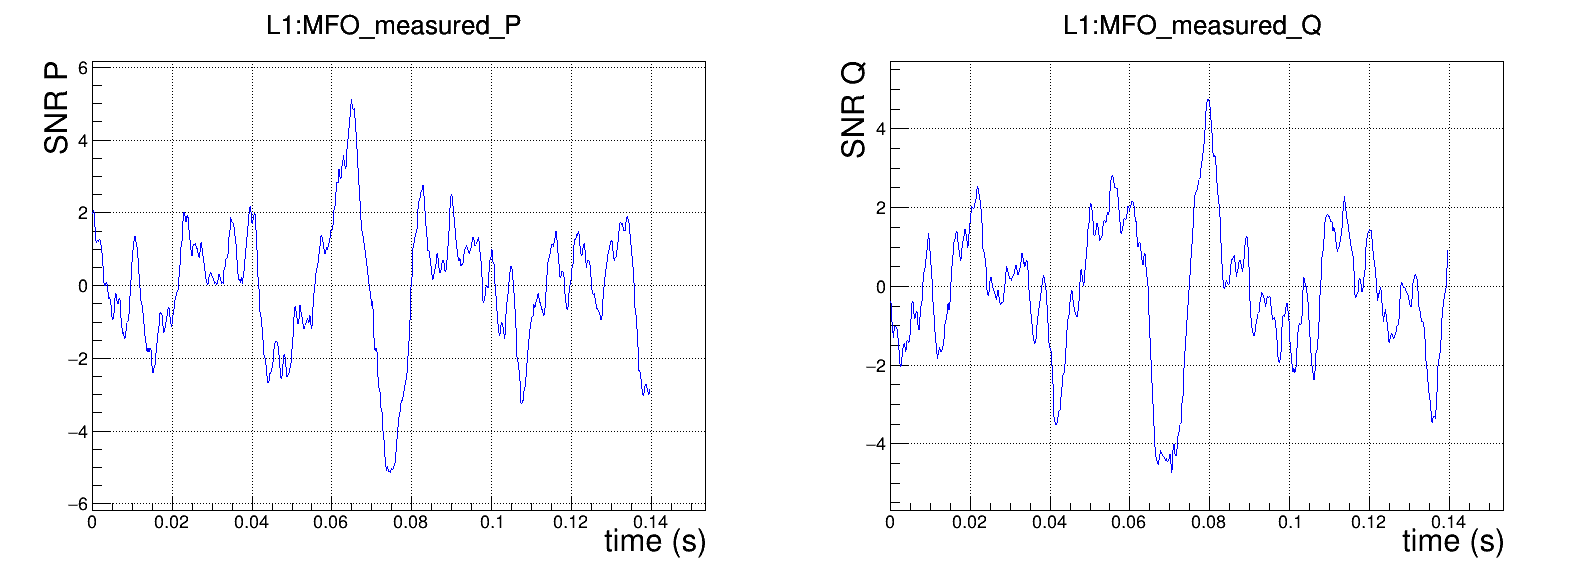 L1:MFO_measured_P
SNR P
6
4
2
0
−2
−4
−6
0 0.02 0.04 0.06 0.08 0.1 0.12 0.14
time (s)
L1:MFO_measured_Q
SNR Q
4
2
0
−2
−4
0 0.02 0.04 0.06 0.08 0.1 0.12 0.14
time (s)